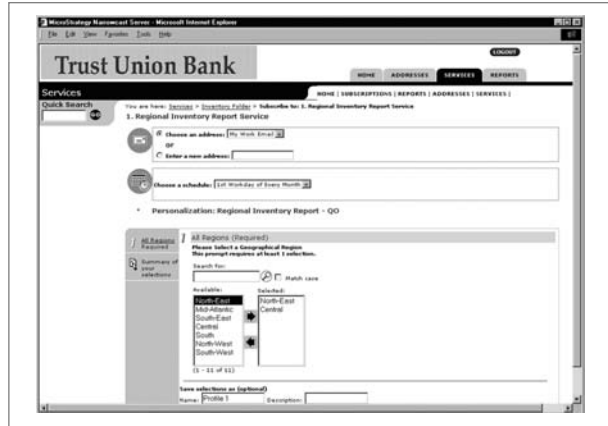 MicroStrategy Narrowcast Server - Microsoft Internet Explorer
File Edit View Favorites Tools Help
LOGOUT
Trust Union Bank
HOME ADDRESSES SERVICES REPORTS
Services
HOME | SUBSCRIPTIONS | REPORTS | ADDRESSES | SERVICES |
Quick Search
GO
You are here: Services > Inventory Folder > Subscribe to: 1. Regional Inventory Report Service
1. Regional Inventory Report Service
Choose an address: My Work Email
or
Enter a new address:
Choose a schedule: 1st Workday of Every Month
Personalization: Regional Inventory Report - QO
1 All Regions
Required
Summary of
your
selections
1 All Regions (Required)
Please Select a Geographical Region
This prompt requires at least 1 selection.
Search for:
Match case
Available: Selected:
North-East North-East
Mid-Atlantic Central
South-East
Central
South
North-West
South-West
(1 - 11 of 11)
Save selections as (optional)
Name: Profile 1 Description: